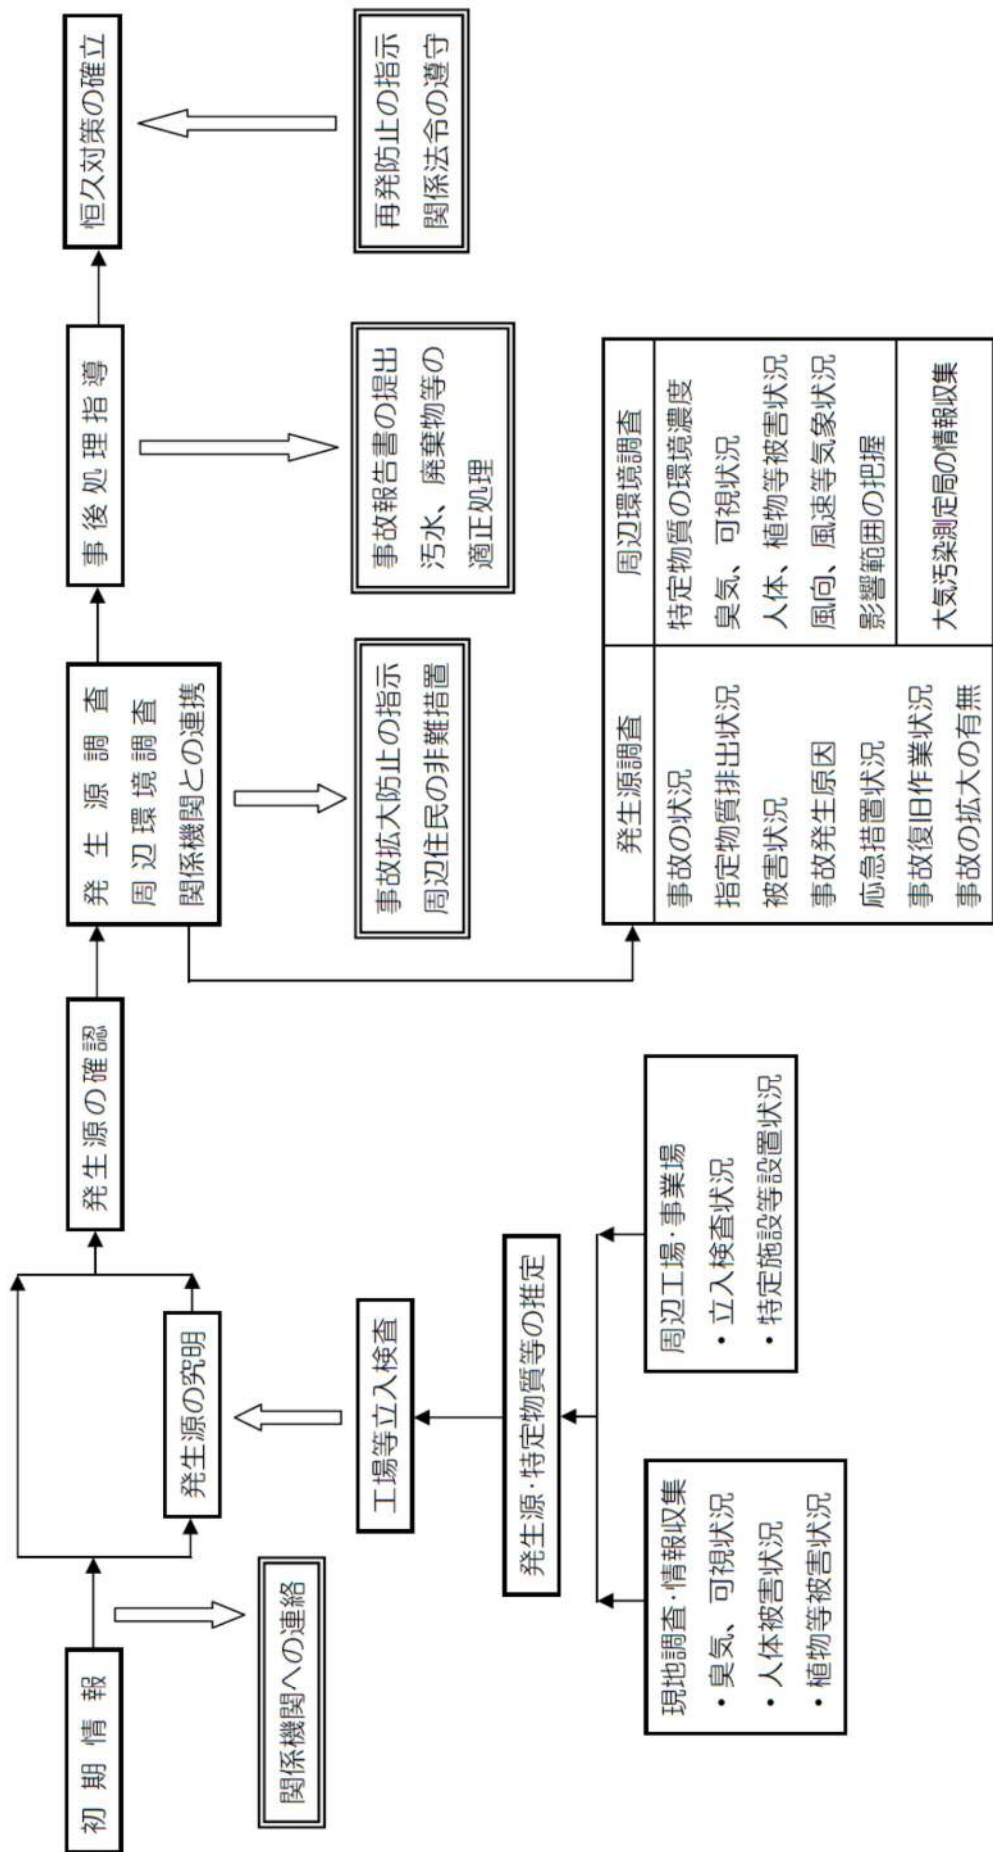 初期情報
関係機関への連絡
発生源の究明
工場等立入検査
発生源・特定物質等の推定
現地調査・情報収集
・臭気、可視状況
・人体被害状況
・植物等被害状況
周辺工場・事業場
・立入検査状況
・特定施設等設置状況
発生源の確認
発生源調査
周辺環境調査
関係機関との連携
事故拡大防止の指示
周辺住民の非難措置
事後処理指導
事故報告書の提出
汚水、廃棄物等の
適正処理
恒久対策の確立
再発防止の指示
関係法令の遵守
発生源調査
事故の状況
指定物質排出状況
被害状況
事故発生原因
応急措置状況
事故復旧作業状況
事故の拡大の有無
周辺環境調査
特定物質の環境濃度
臭気、可視状況
人体、植物等被害状況
風向、風速等気象状況
影響範囲の把握
大気汚染測定局の情報収集